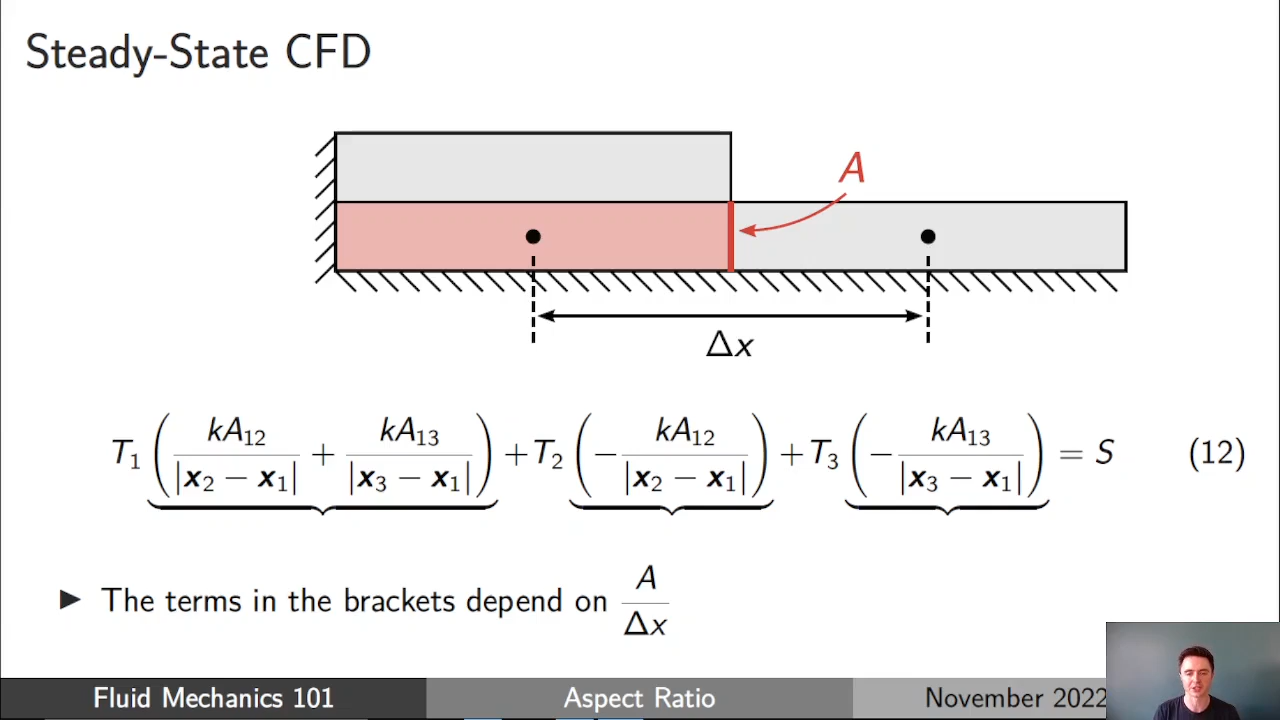 Steady-State CFD
A
Δx
T₁ (kA₁₂ / |x₂ − x₁| + kA₁₃ / |x₃ − x₁|) + T₂ (− kA₁₂ / |x₂ − x₁|) + T₃ (− kA₁₃ / |x₃ − x₁|) = S (12)
▶ The terms in the brackets depend on A / Δx
Fluid Mechanics 101 Aspect Ratio November 2022